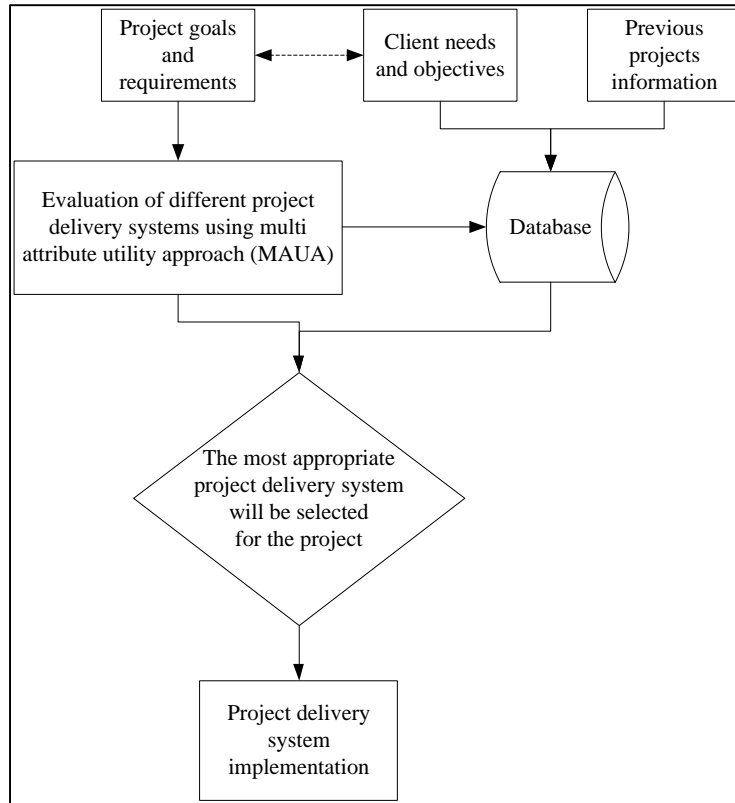 Project goals
and
requirements
Client needs
and objectives
Previous
projects
information
Evaluation of different project
delivery systems using multi
attribute utility approach (MAUA)
Database
The most appropriate
project delivery system
will be selected
for the project
Project delivery
system
implementation